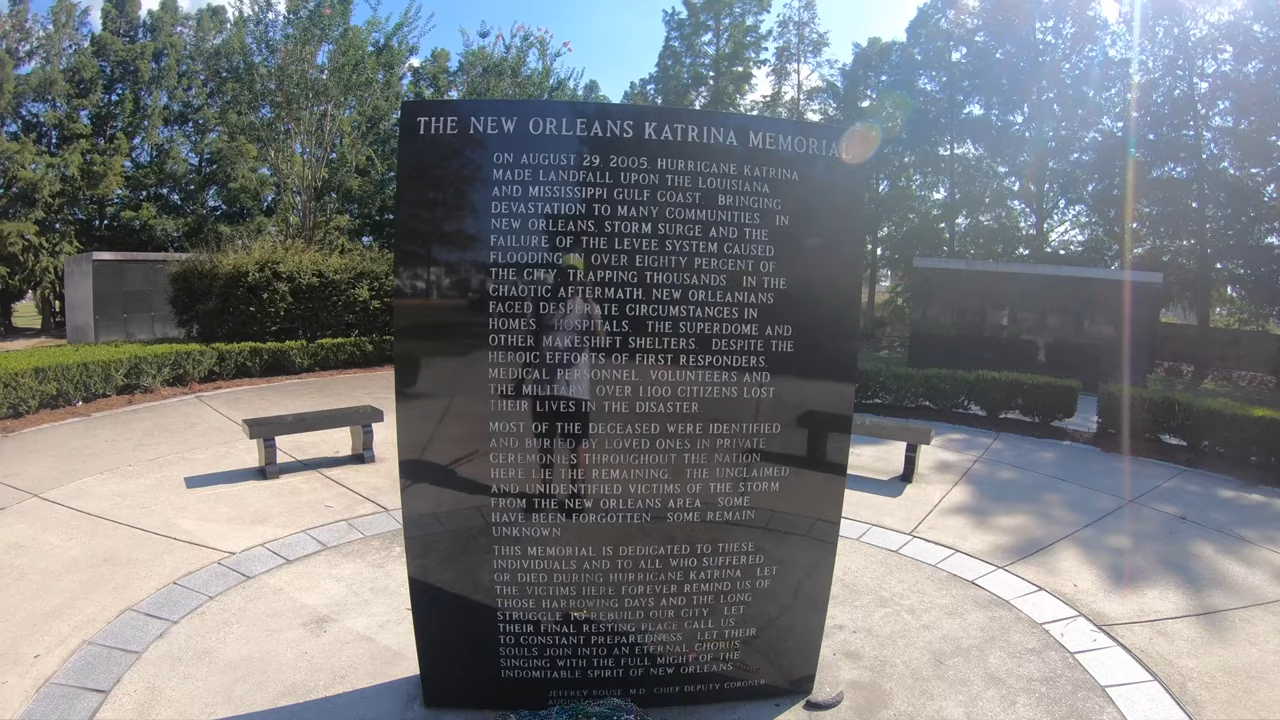 THE NEW ORLEANS KATRINA MEMORIAL
ON AUGUST 29, 2005, HURRICANE KATRINA
MADE LANDFALL UPON THE LOUISIANA
AND MISSISSIPPI GULF COAST, BRINGING
DEVASTATION TO MANY COMMUNITIES. IN
NEW ORLEANS, STORM SURGE AND THE
FAILURE OF THE LEVEE SYSTEM CAUSED
FLOODING IN OVER EIGHTY PERCENT OF
THE CITY, TRAPPING THOUSANDS. IN THE
CHAOTIC AFTERMATH, NEW ORLEANIANS
FACED DESPERATE CIRCUMSTANCES IN
HOMES, HOSPITALS, THE SUPERDOME AND
OTHER MAKESHIFT SHELTERS. DESPITE THE
HEROIC EFFORTS OF FIRST RESPONDERS,
MEDICAL PERSONNEL, VOLUNTEERS AND
THE MILITARY, OVER 1,100 CITIZENS LOST
THEIR LIVES IN THE DISASTER.
MOST OF THE DECEASED WERE IDENTIFIED
AND BURIED BY LOVED ONES IN PRIVATE
CEREMONIES THROUGHOUT THE NATION.
HERE LIE THE REMAINING. THE UNCLAIMED
AND UNIDENTIFIED VICTIMS OF THE STORM
FROM THE NEW ORLEANS AREA. SOME
HAVE BEEN FORGOTTEN. SOME REMAIN
UNKNOWN.
THIS MEMORIAL IS DEDICATED TO THESE
INDIVIDUALS AND TO ALL WHO SUFFERED
OR DIED DURING HURRICANE KATRINA. LET
THE VICTIMS HERE FOREVER REMIND US OF
THOSE HARROWING DAYS AND THE LONG
STRUGGLE TO REBUILD OUR CITY. LET
THEIR FINAL RESTING PLACE CALL US
TO CONSTANT PREPAREDNESS. LET THEIR
SOULS JOIN INTO AN ETERNAL CHORUS
SINGING WITH THE FULL MIGHT OF THE
INDOMITABLE SPIRIT OF NEW ORLEANS.
JEFFREY ROUSE, M.D. CHIEF DEPUTY CORONER
AUGUST